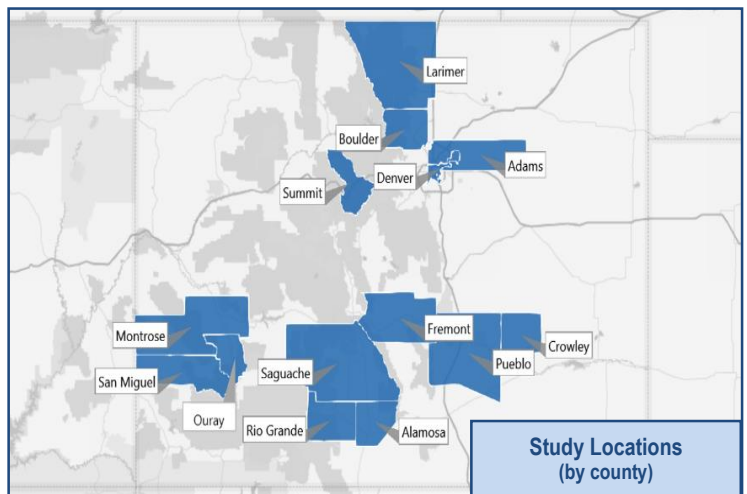 Larimer
Boulder
Adams
Denver
Summit
Montrose
Fremont
Crowley
Pueblo
Saguache
San Miguel
Ouray
Rio Grande
Alamosa
Study Locations
(by county)